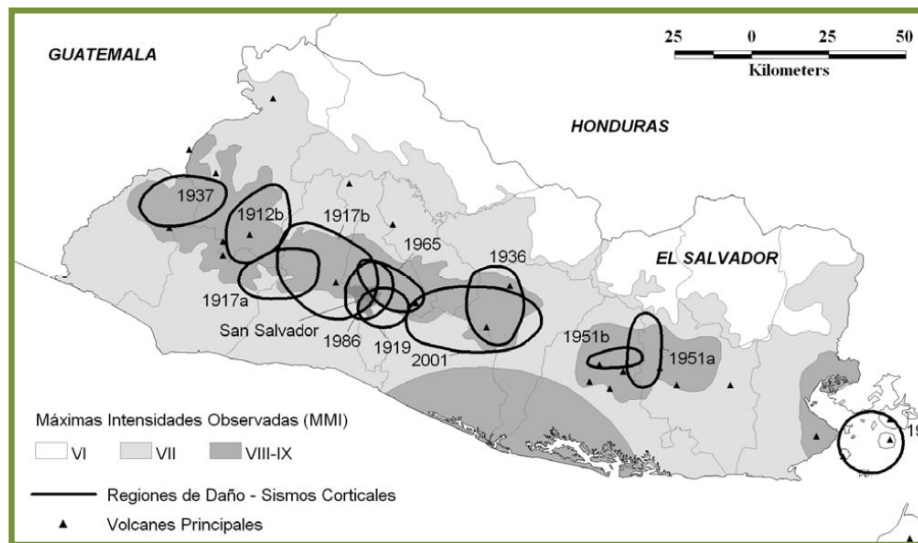 GUATEMALA
25 0 25 50
Kilometers
HONDURAS
1937
1912b
1917b
1965
1936
EL SALVADOR
1917a
San Salvador
1986
1919
2001
1951b
1951a
Máximas Intensidades Observadas (MMI)
VI VII VIII-IX
Regiones de Daño - Sismos Corticales
Volcanes Principales